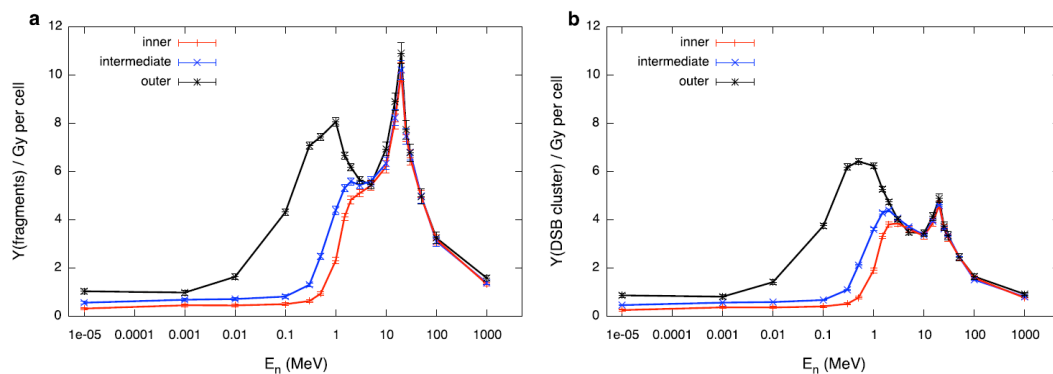 a
inner
intermediate
outer
Y(fragments) / Gy per cell
12
10
8
6
4
2
0
1e-05 0.0001 0.001 0.01 0.1 1 10 100 1000
E_n (MeV)
b
inner
intermediate
outer
Y(DSB cluster) / Gy per cell
12
10
8
6
4
2
0
1e-05 0.0001 0.001 0.01 0.1 1 10 100 1000
E_n (MeV)